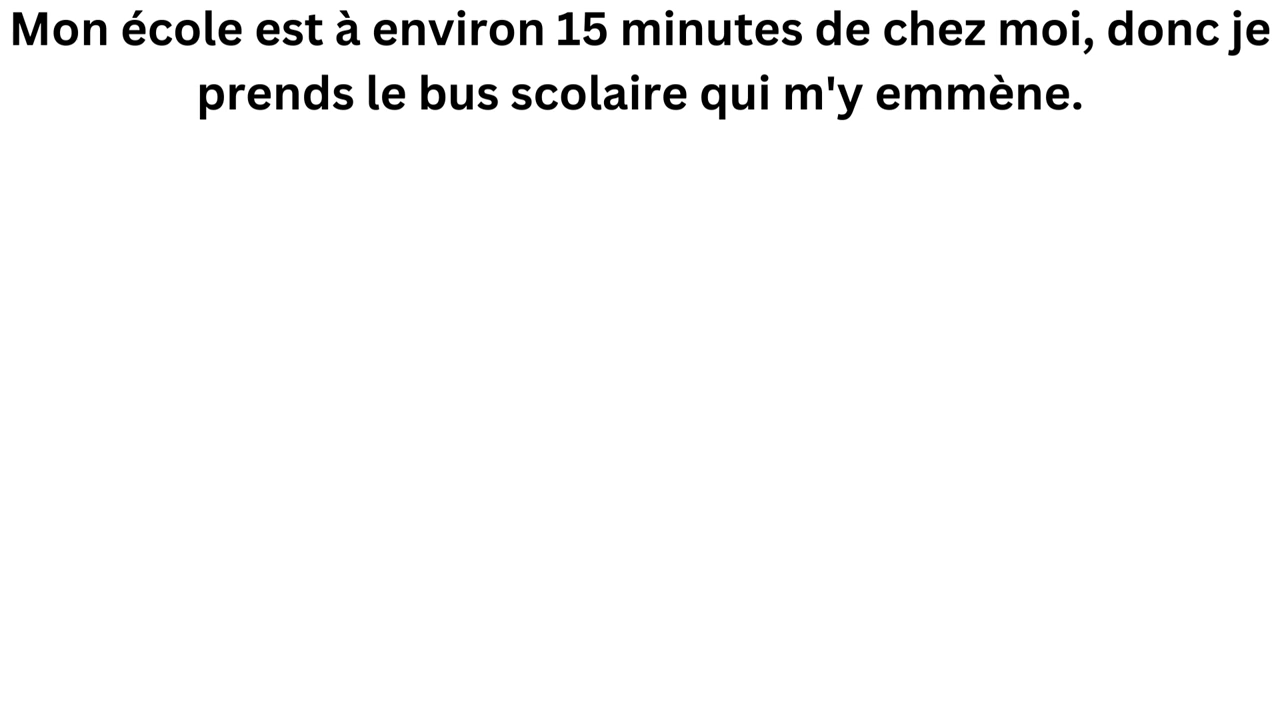 Mon école est à environ 15 minutes de chez moi, donc je
prends le bus scolaire qui m'y emmène.